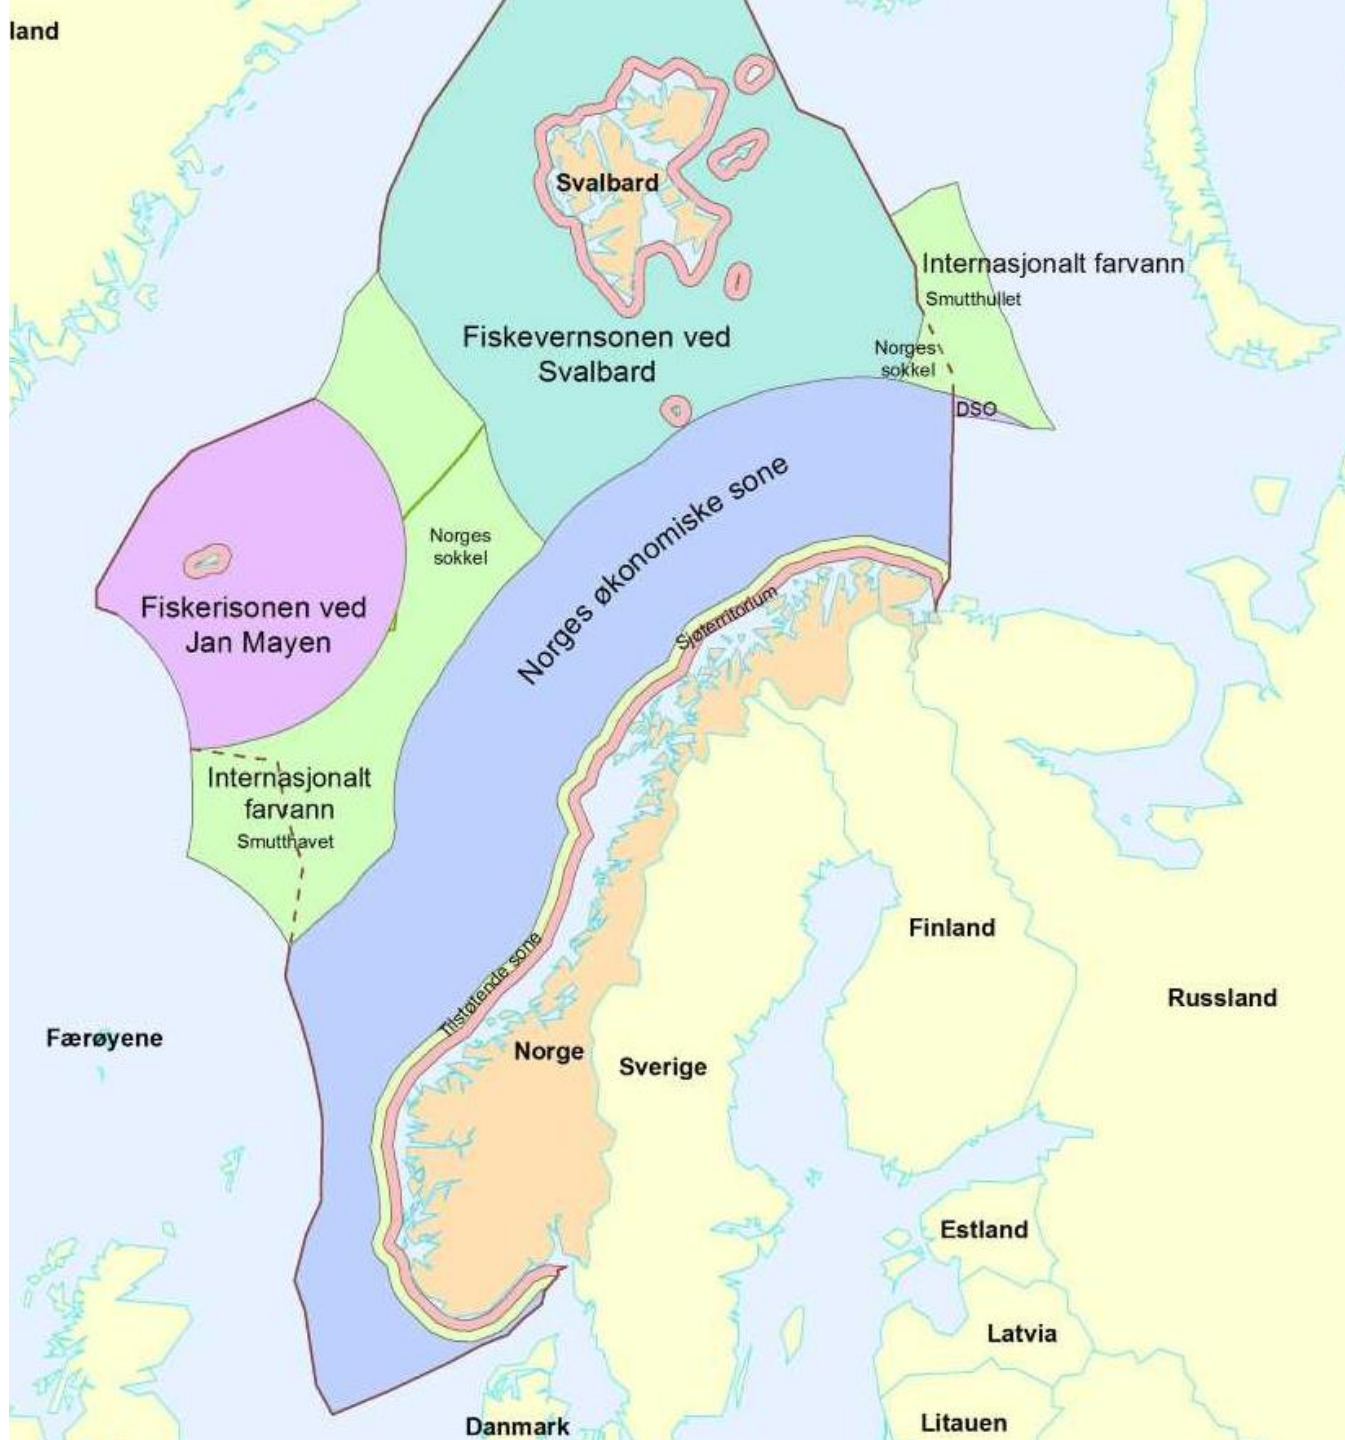 land
Svalbard
Internasjonalt farvann
Smutthullet
Fiskevernsonen ved
Svalbard
Norges
sokkel
DSO
Norges økonomiske sone
Norges
sokkel
Fiskerisonen ved
Jan Mayen
Sjøterritorium
Internasjonalt
farvann
Smutthavet
Finland
Tilstøtende sone
Russland
Færøyene
Norge
Sverige
Estland
Latvia
Danmark
Litauen